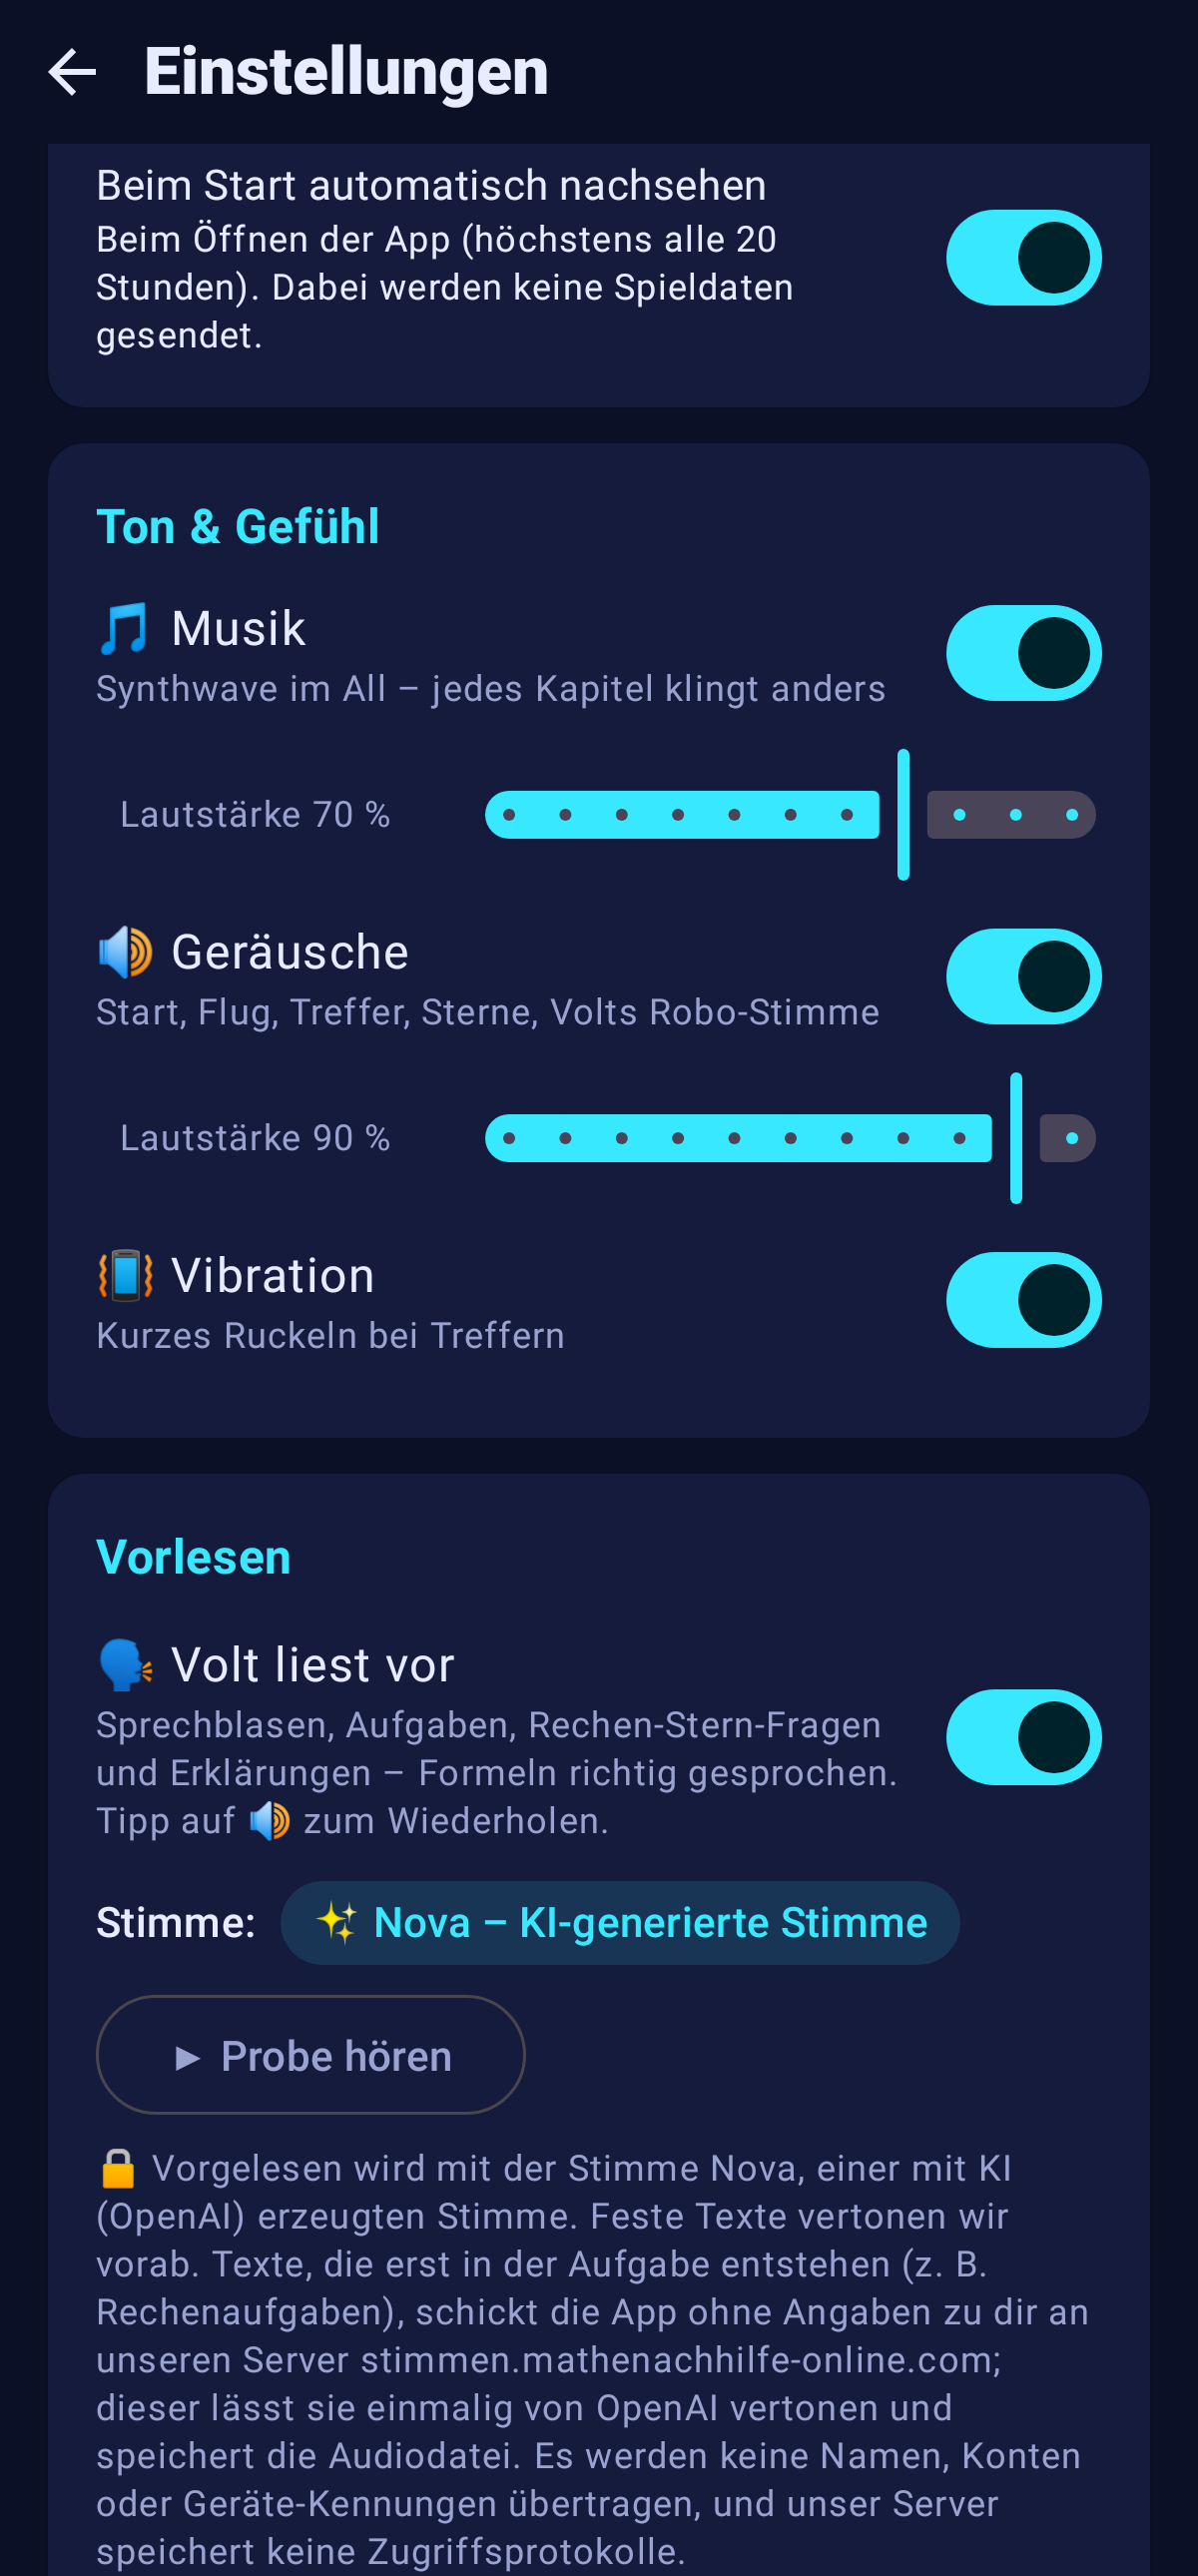 Einstellungen
Beim Start automatisch nachsehen
Beim Öffnen der App (höchstens alle 20
Stunden). Dabei werden keine Spieldaten
gesendet.
Ton & Gefühl
🎵 Musik
Synthwave im All – jedes Kapitel klingt anders
Lautstärke 70 %
🔊 Geräusche
Start, Flug, Treffer, Sterne, Volts Robo-Stimme
Lautstärke 90 %
📳 Vibration
Kurzes Ruckeln bei Treffern
Vorlesen
🗣️ Volt liest vor
Sprechblasen, Aufgaben, Rechen-Stern-Fragen
und Erklärungen – Formeln richtig gesprochen.
Tipp auf 🔊 zum Wiederholen.
Stimme: ✨ Nova – KI-generierte Stimme
► Probe hören
🔒 Vorgelesen wird mit der Stimme Nova, einer mit KI
(OpenAI) erzeugten Stimme. Feste Texte vertonen wir
vorab. Texte, die erst in der Aufgabe entstehen (z. B.
Rechenaufgaben), schickt die App ohne Angaben zu dir an
unseren Server stimmen.mathenachhilfe-online.com;
dieser lässt sie einmalig von OpenAI vertonen und
speichert die Audiodatei. Es werden keine Namen, Konten
oder Geräte-Kennungen übertragen, und unser Server
speichert keine Zugriffsprotokolle.